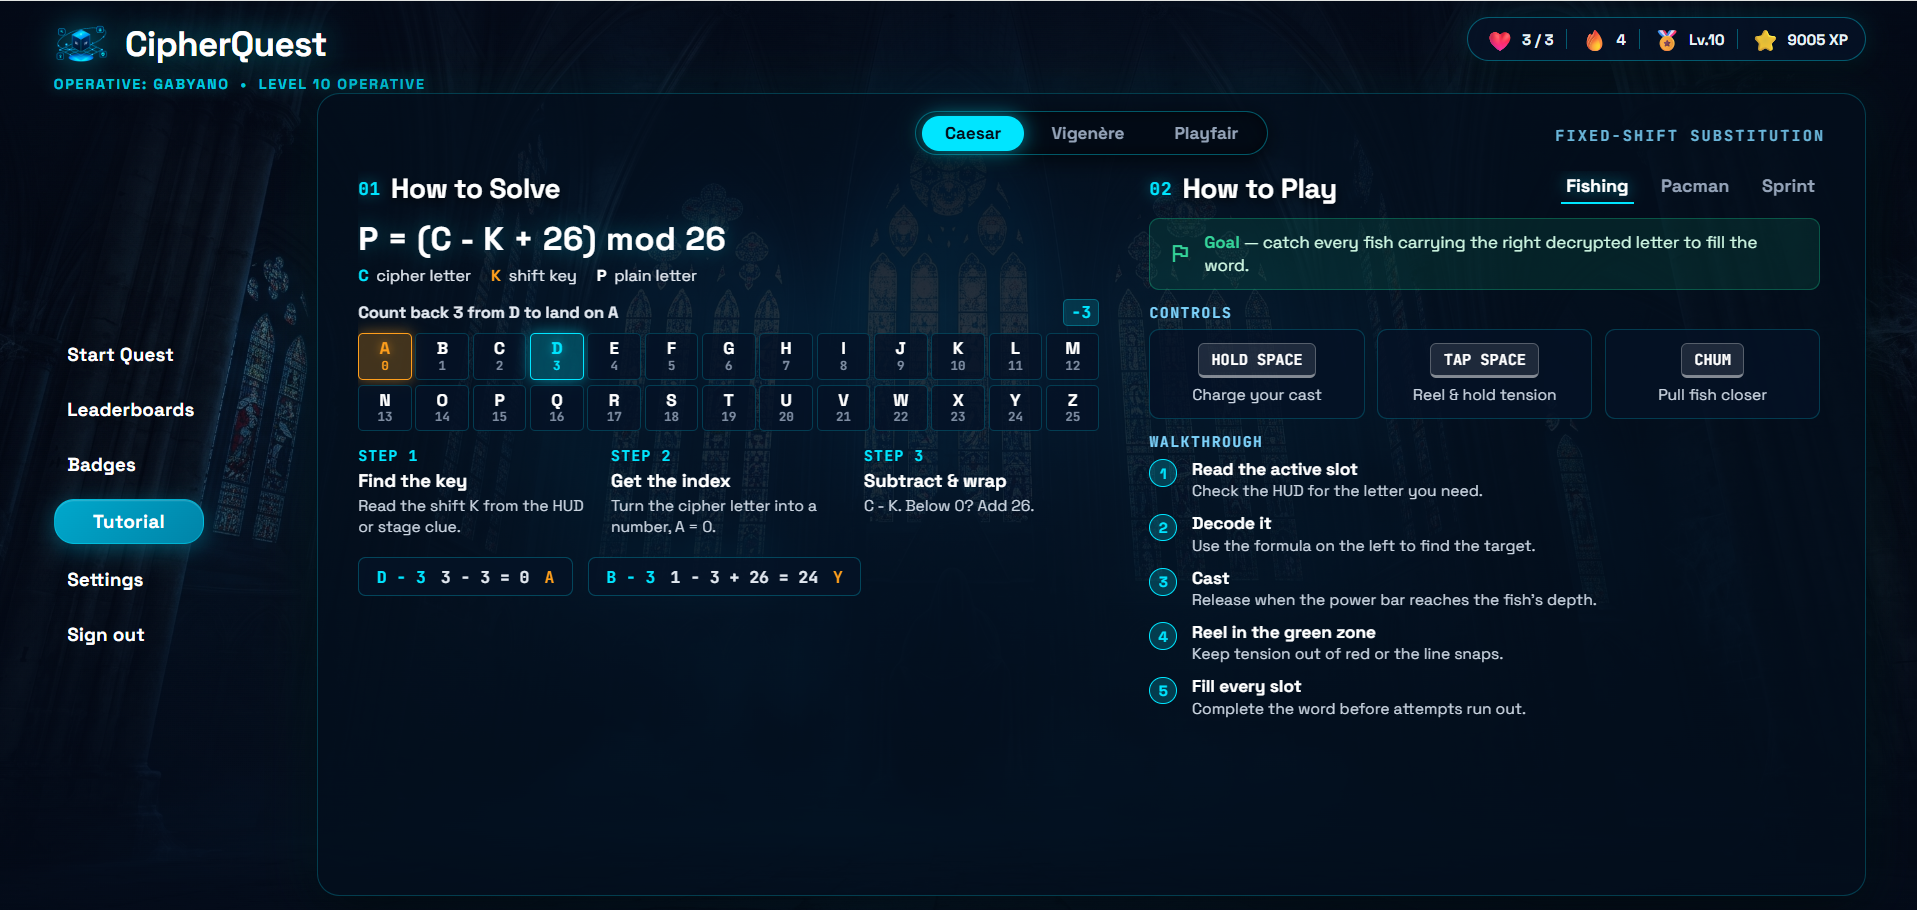 CipherQuest
OPERATIVE: GABYANO • LEVEL 10 OPERATIVE
3 / 3
4
Lv.10
9005 XP
Start Quest
Leaderboards
Badges
Tutorial
Settings
Sign out
Caesar
Vigenère
Playfair
FIXED-SHIFT SUBSTITUTION
01 How to Solve
P = (C - K + 26) mod 26
C cipher letter K shift key P plain letter
Count back 3 from D to land on A
-3
A B C D E F G H I J K L M
0 1 2 3 4 5 6 7 8 9 10 11 12
N O P Q R S T U V W X Y Z
13 14 15 16 17 18 19 20 21 22 23 24 25
STEP 1
Find the key
Read the shift K from the HUD
or stage clue.
STEP 2
Get the index
Turn the cipher letter into a
number, A = 0.
STEP 3
Subtract & wrap
C - K. Below 0? Add 26.
D - 3 3 - 3 = 0 A
B - 3 1 - 3 + 26 = 24 Y
02 How to Play
Fishing
Pacman
Sprint
Goal — catch every fish carrying the right decrypted letter to fill the
word.
CONTROLS
HOLD SPACE
Charge your cast
TAP SPACE
Reel & hold tension
CHUM
Pull fish closer
WALKTHROUGH
1 Read the active slot
Check the HUD for the letter you need.
2 Decode it
Use the formula on the left to find the target.
3 Cast
Release when the power bar reaches the fish's depth.
4 Reel in the green zone
Keep tension out of red or the line snaps.
5 Fill every slot
Complete the word before attempts run out.